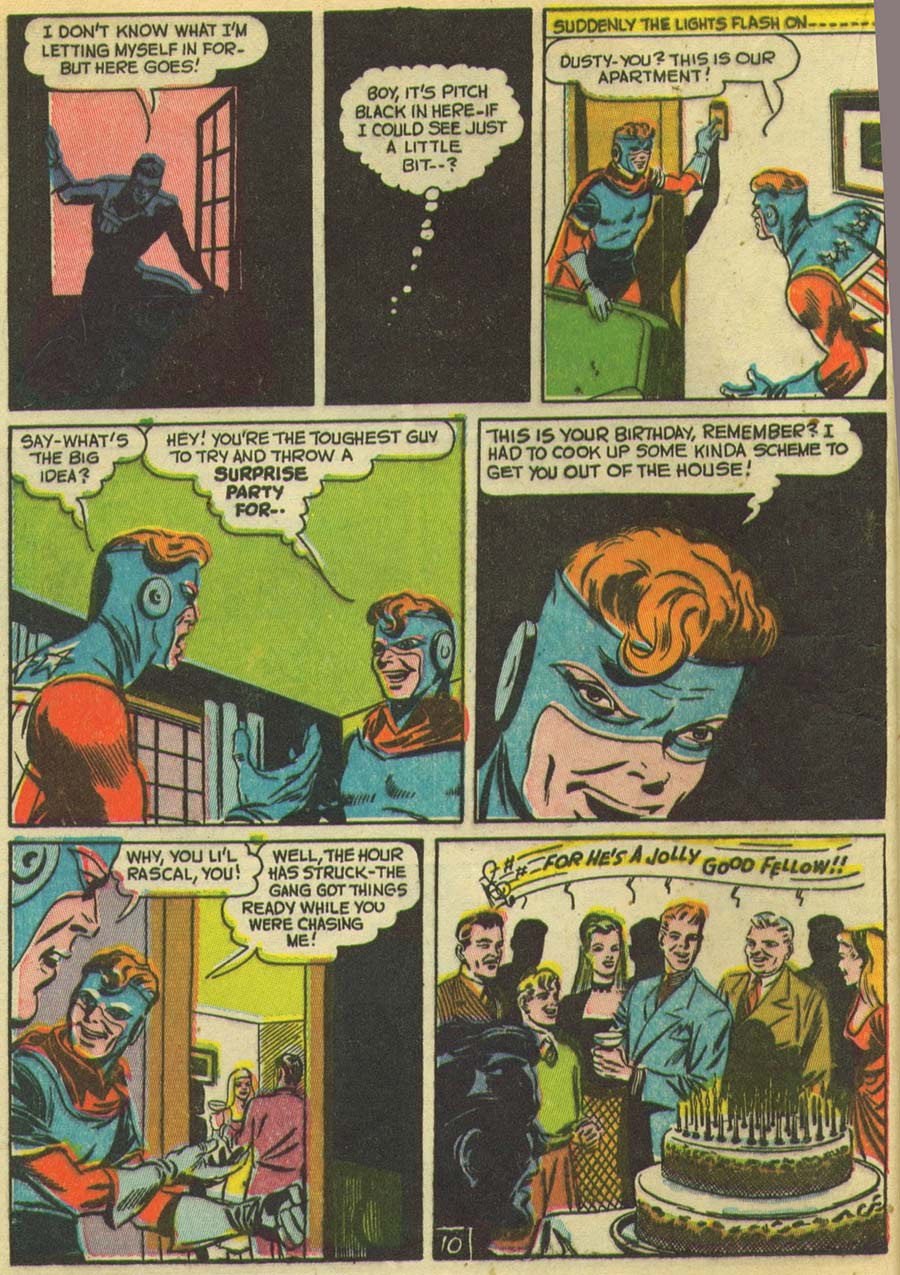 I DON'T KNOW WHAT I'M
LETTING MYSELF IN FOR-
BUT HERE GOES!
BOY, IT'S PITCH
BLACK IN HERE-IF
I COULD SEE JUST
A LITTLE
BIT--?
SUDDENLY THE LIGHTS FLASH ON-------
DUSTY-YOU? THIS IS OUR
APARTMENT!
SAY-WHAT'S
THE BIG
IDEA?
HEY! YOU'RE THE TOUGHEST GUY
TO TRY AND THROW A
SURPRISE
PARTY
FOR--
THIS IS YOUR BIRTHDAY, REMEMBER? I
HAD TO COOK UP SOME KINDA SCHEME TO
GET YOU OUT OF THE HOUSE!
WHY, YOU LI'L
RASCAL, YOU!
WELL, THE HOUR
HAS STRUCK-THE
GANG GOT THINGS
READY WHILE YOU
WERE CHASING
ME!
#-#-FOR HE'S A JOLLY GOOD FELLOW!!
10